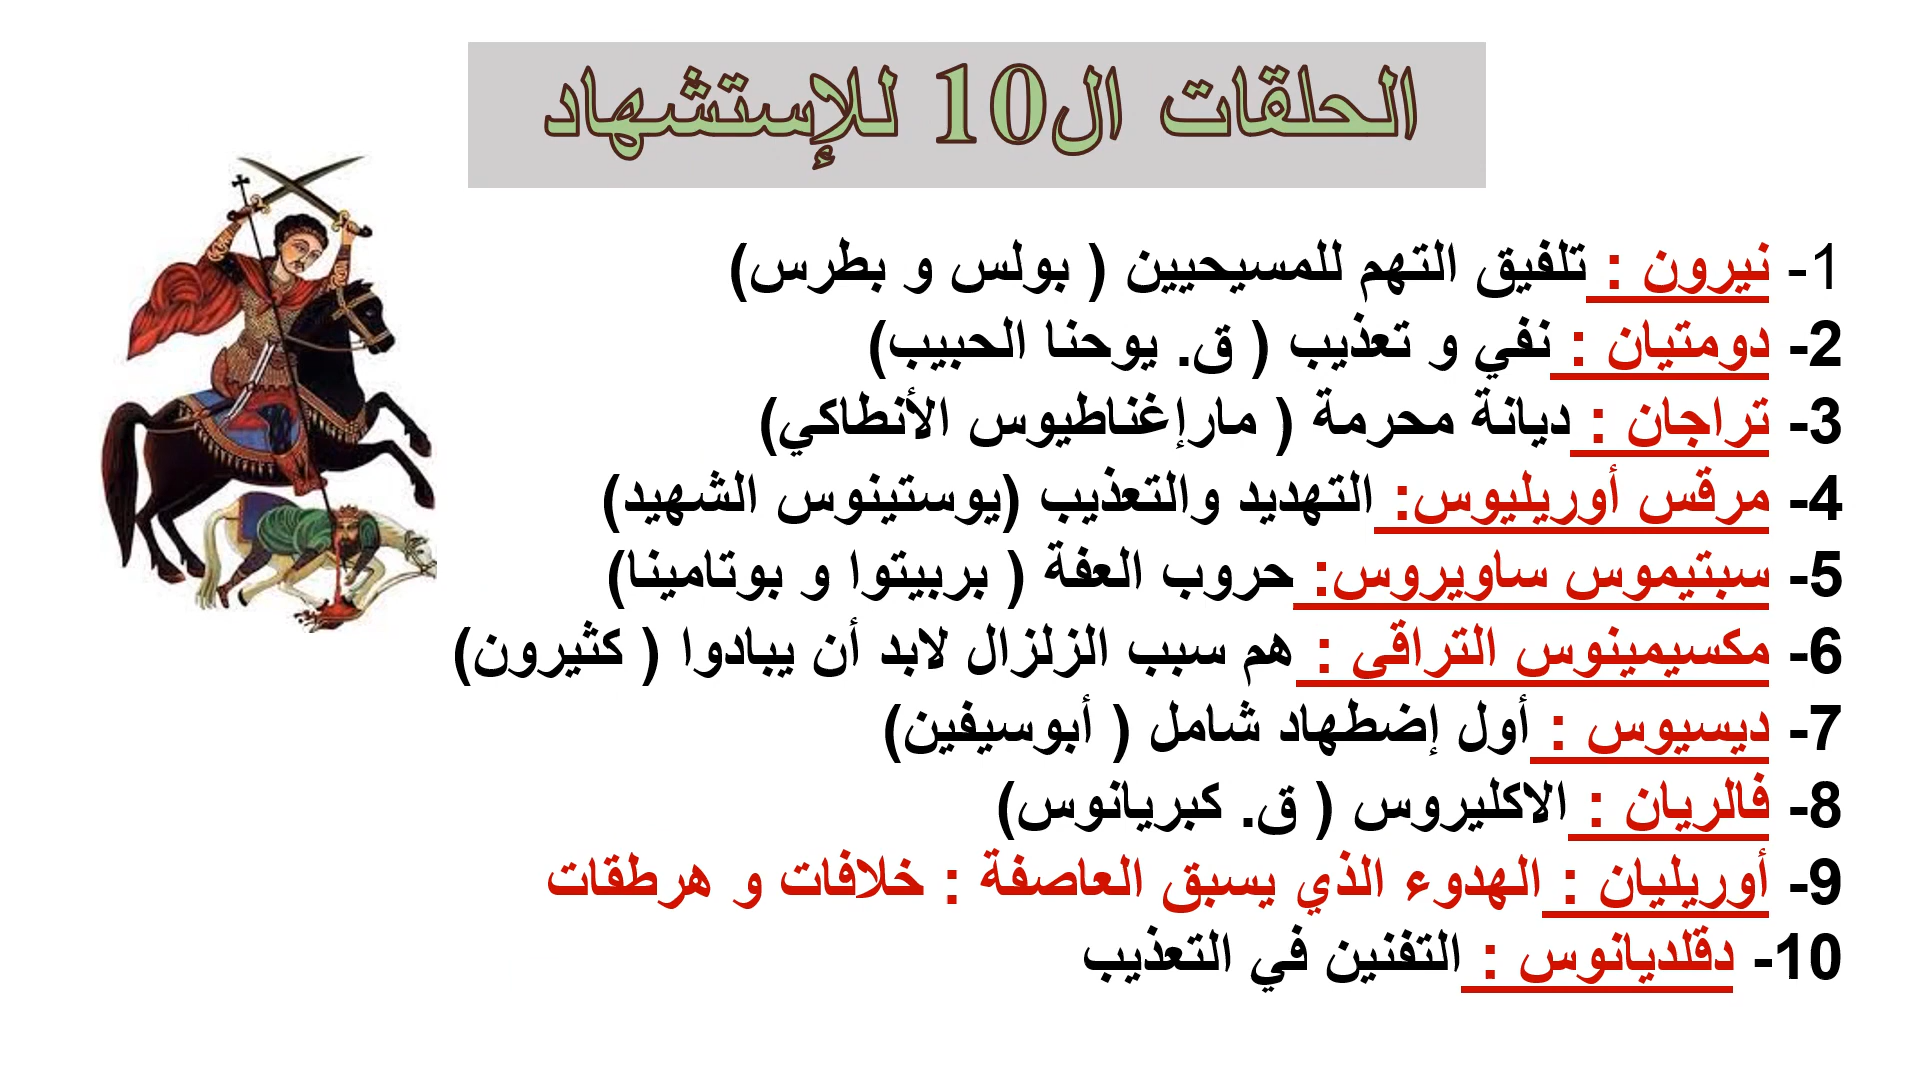 الحلقات ال10 للإستشهاد
1- نيرون : تلفيق التهم للمسيحيين ( بولس و بطرس)
2- دومتيان : نفي و تعذيب ( ق. يوحنا الحبيب)
3- تراجان : ديانة محرمة ( مارإغناطيوس الأنطاكي)
4- مرقس أوريليوس: التهديد والتعذيب (يوستينوس الشهيد)
5- سبتيموس ساويروس: حروب العفة ( بربيتوا و بوتامينا)
6- مكسيمينوس التراقى : هم سبب الزلزال لابد أن يبادوا ( كثيرون)
7- ديسيوس : أول إضطهاد شامل ( أبوسيفين)
8- فالريان : الاكليروس ( ق. كبريانوس)
9- أوريليان : الهدوء الذي يسبق العاصفة : خلافات و هرطقات
10- دقلديانوس : التفنين في التعذيب